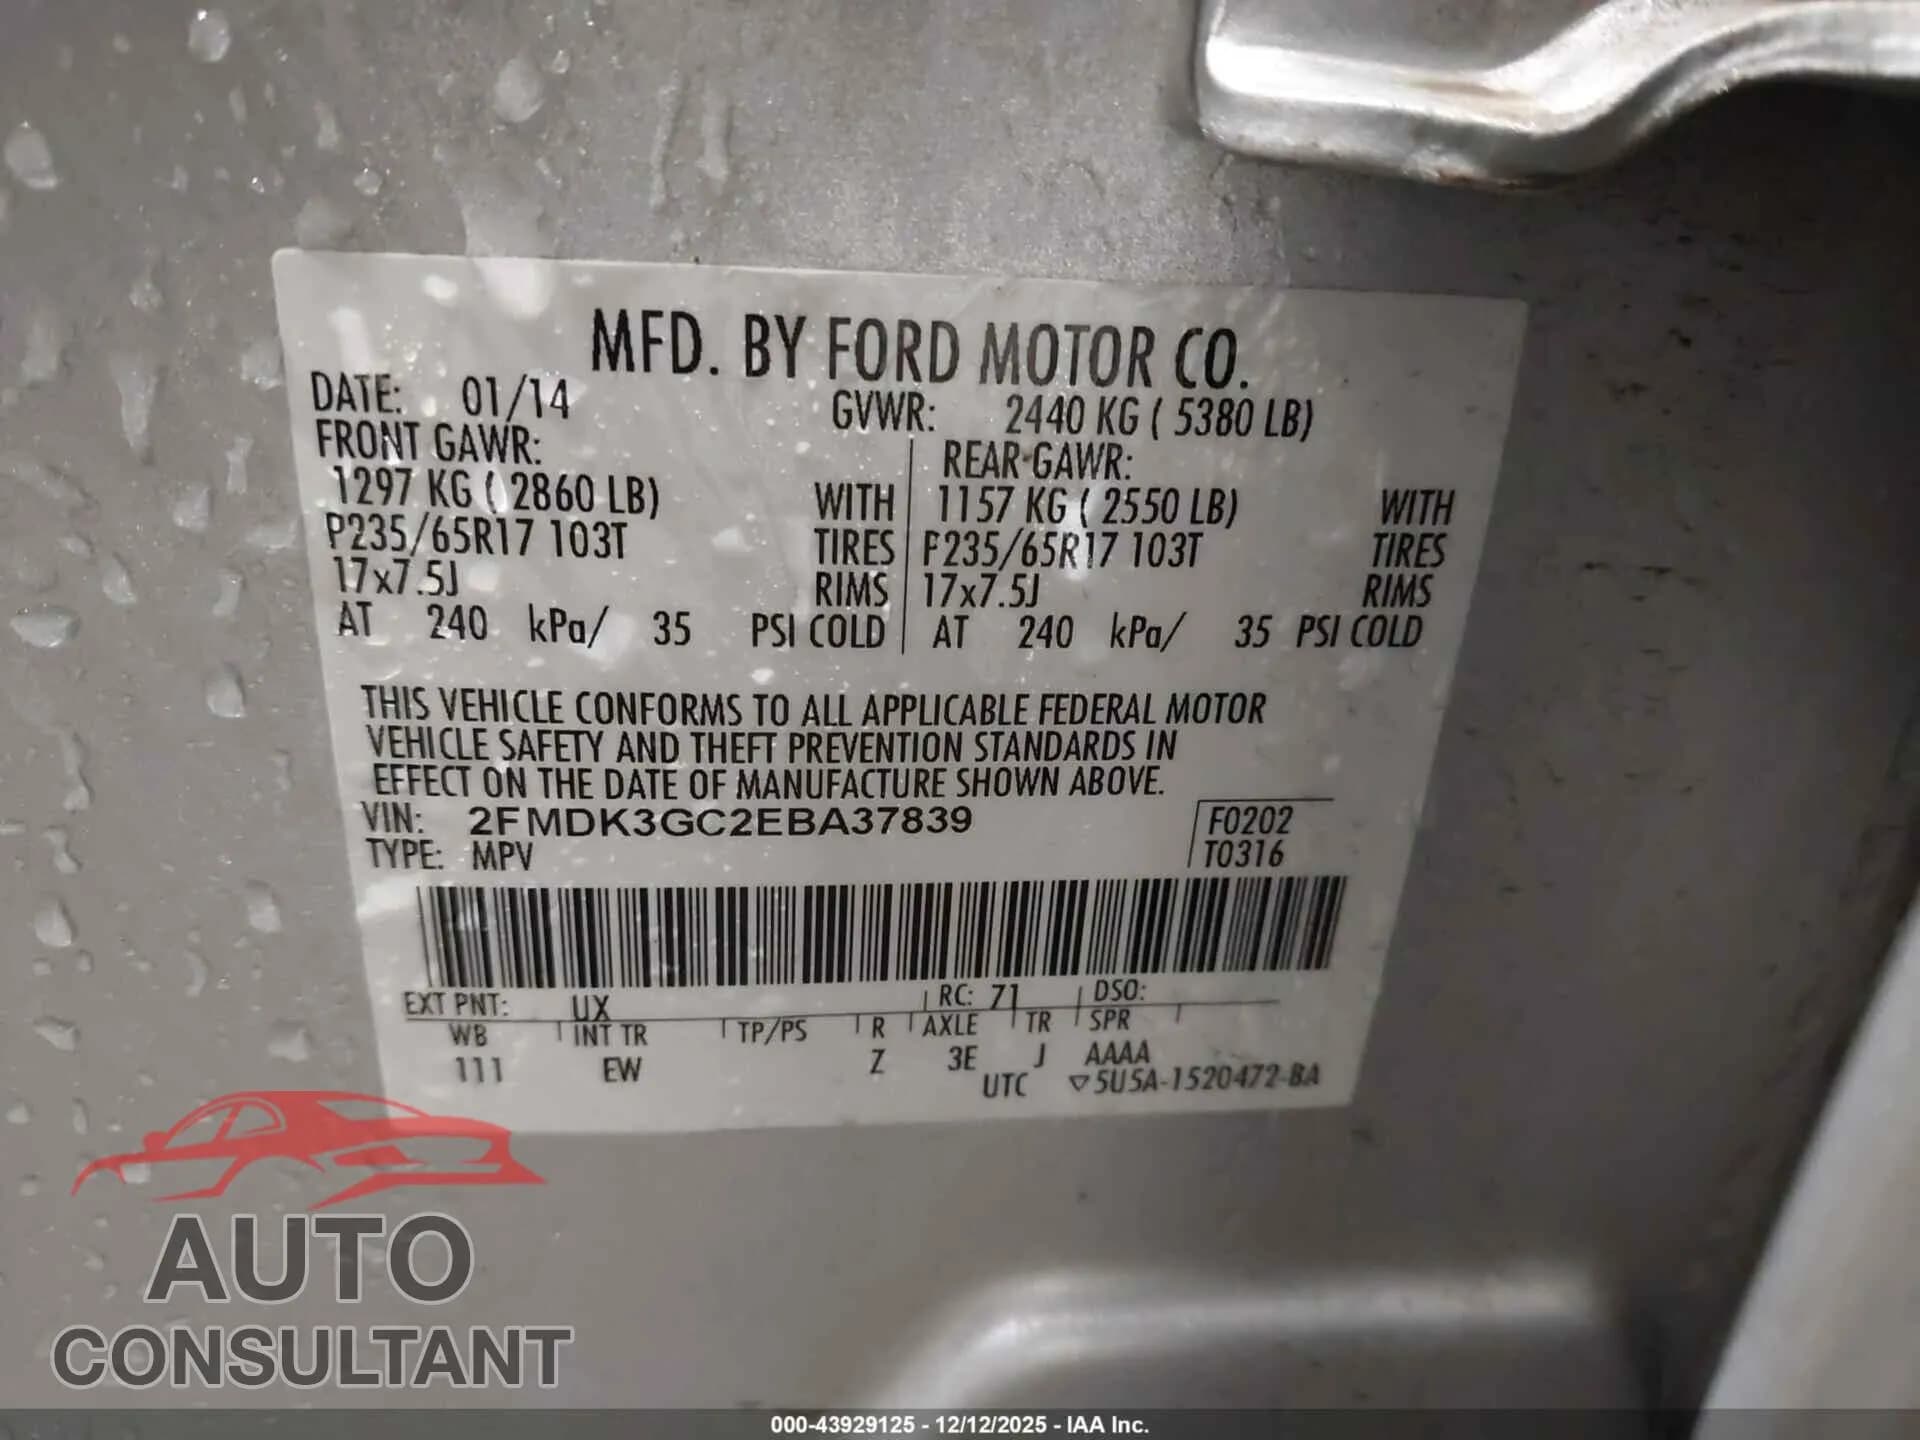 MFD. BY FORD MOTOR CO.
DATE: 01/14 GVWR: 2440 KG ( 5380 LB)
FRONT GAWR: REAR GAWR:
1297 KG ( 2860 LB) WITH 1157 KG ( 2550 LB) WITH
P235/65R17 103T TIRES P235/65R17 103T TIRES
17x7.5J RIMS 17x7.5J RIMS
AT 240 kPa/ 35 PSI COLD AT 240 kPa/ 35 PSI COLD
THIS VEHICLE CONFORMS TO ALL APPLICABLE FEDERAL MOTOR
VEHICLE SAFETY AND THEFT PREVENTION STANDARDS IN
EFFECT ON THE DATE OF MANUFACTURE SHOWN ABOVE.
VIN: 2FMDK3GC2EBA37839 F0202
TYPE: MPV T0316
EXT PNT: UX RC: 71 DSO:
WB INT TR TP/PS R AXLE TR SPR
111 EW Z 3E J AAAA
UTC ▽5U5A-1520472-BA
AUTO
CONSULTANT
000-43929125 - 12/12/2025 - IAA Inc.